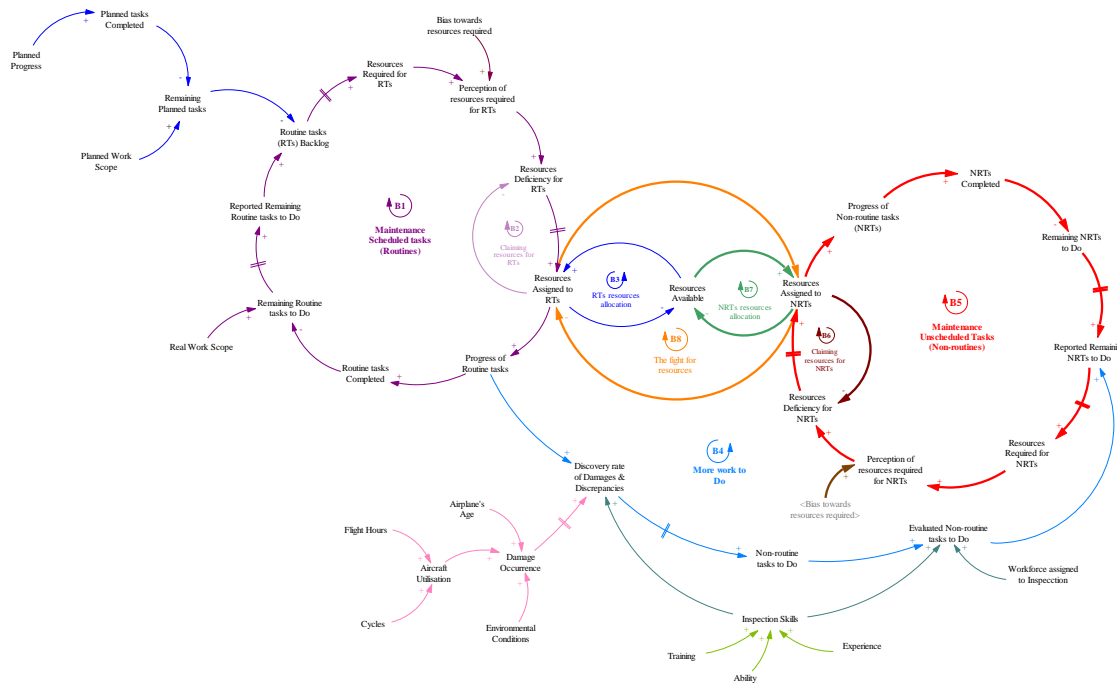 Planned tasks
Completed
Planned
Progress
Remaining
Planned tasks
Planned Work
Scope
Routine tasks
(RTs) Backlog
Resources
Required for
RTs
Bias towards
resources required
Perception of
resources required
for RTs
Resources
Deficiency for
RTs
Reported Remaining
Routine tasks to Do
B1
Maintenance
Scheduled tasks
(Routines)
B2
Claiming
resources for
RTs
Remaining Routine
tasks to Do
Real Work Scope
Routine tasks
Completed
Progress of
Routine tasks
Resources
Assigned to
RTs
B3
RTs resources
allocation
Resources
Available
B7
NRTs resources
allocation
B8
The fight for
resources
Resources
Assigned to
NRTs
B6
Claiming
resources for
NRTs
Resources
Deficiency for
NRTs
Progress of
Non-routine tasks
(NRTs)
NRTs
Completed
Remaining NRTs
to Do
B5
Maintenance
Unscheduled Tasks
(Non-routines)
Reported Remaini
NRTs to Do
Resources
Required for
NRTs
Perception of
resources required
for NRTs
<Bias towards
resources required>
B4
More work to
Do
Discovery rate
of Damages &
Discrepancies
Airplane's
Age
Flight Hours
Aircraft
Utilisation
Damage
Occurrence
Cycles
Environmental
Conditions
Non-routine
tasks to Do
Evaluated Non-routine
tasks to Do
Workforce assigned
to Inspecction
Inspection Skills
Training
Ability
Experience